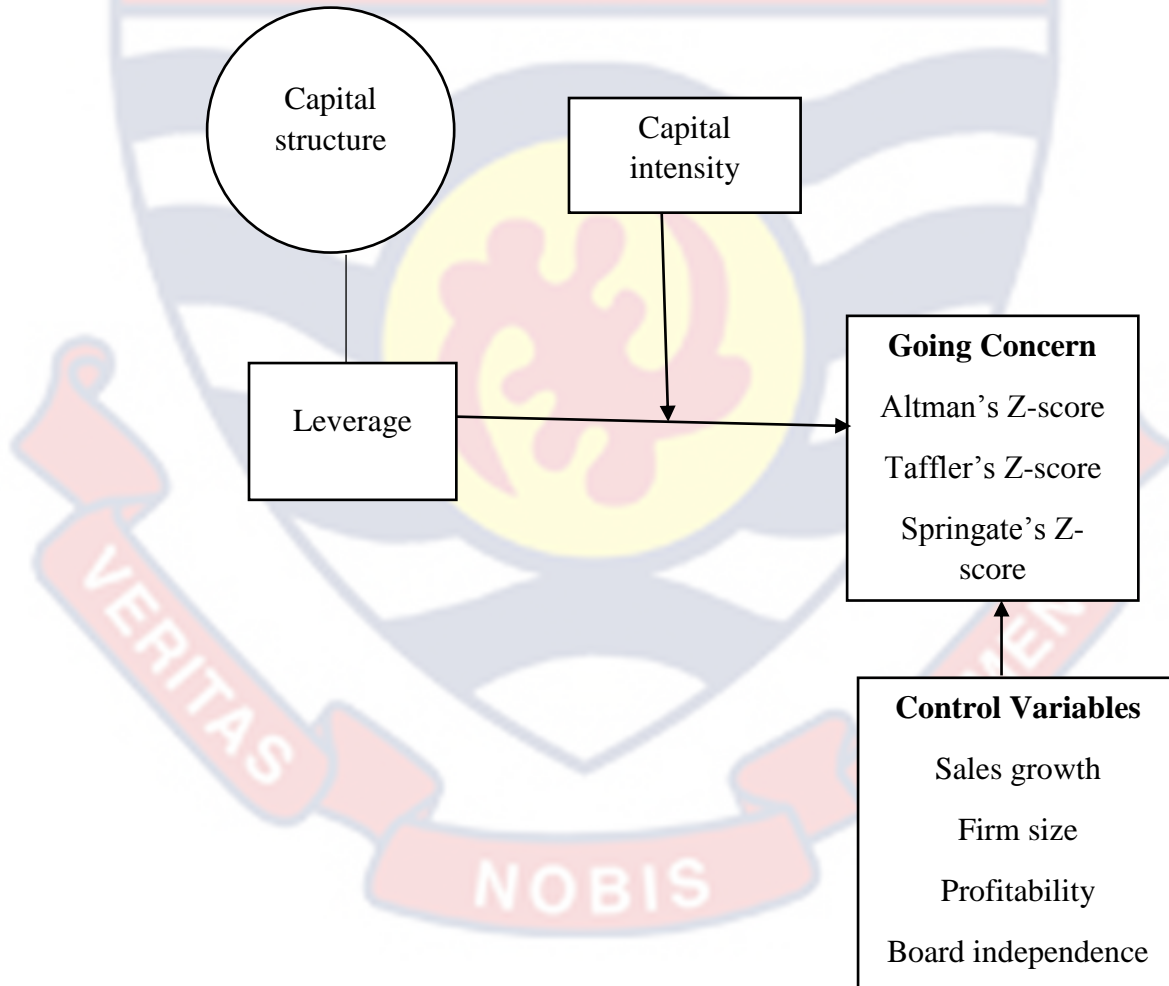 Capital
structure
Capital
intensity
Leverage
Going Concern
Altman’s Z-score
Taffler’s Z-score
Springate’s Z-
score
Control Variables
Sales growth
Firm size
Profitability
Board independence
VERITAS
NOBIS
MEN